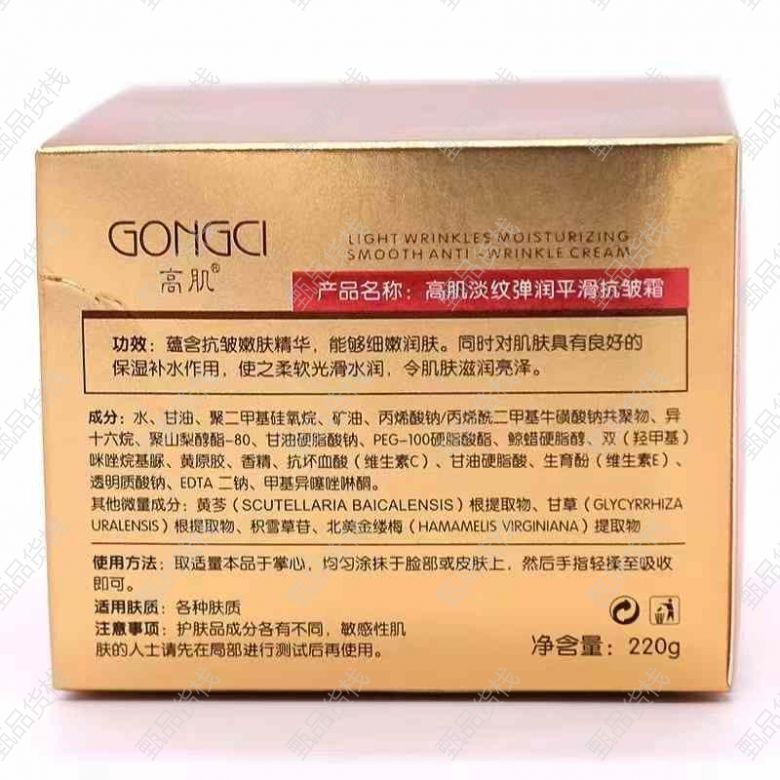 GONGCI
高肌®
LIGHT WRINKLES MOISTURIZING
SMOOTH ANTI -WRINKLE CREAM
产品名称：高肌淡纹弹润平滑抗皱霜
功效：蕴含抗皱嫩肤精华，能够细嫩润肤。同时对肌肤具有良好的
保湿补水作用，使之柔软光滑水润，令肌肤滋润亮泽。
成分：水、甘油、聚二甲基硅氧烷、矿油、丙烯酸钠/丙烯酰二甲基牛磺酸钠共聚物、异
十六烷、聚山梨醇酯-80、甘油硬脂酸钠、PEG-100硬脂酸酯、鲸蜡硬脂醇、双（羟甲基）
咪唑烷基脲、黄原胶、香精、抗坏血酸（维生素C）、甘油硬脂酸、生育酚（维生素E）、
透明质酸钠、EDTA 二钠、甲基异噻唑啉酮。
其他微量成分：黄芩（SCUTELLARIA BAICALENSIS）根提取物、甘草（GLYCYRRHIZA
URALENSIS）根提取物、积雪草苷、北美金缕梅（HAMAMELIS VIRGINIANA）提取物
使用方法：取适量本品于掌心，均匀涂抹于脸部或皮肤上，然后手指轻揉至吸收
即可。
适用肤质：各种肤质
注意事项：护肤品成分各有不同，敏感性肌
肤的人士请先在局部进行测试后再使用。
净含量：220g
甄品货栈